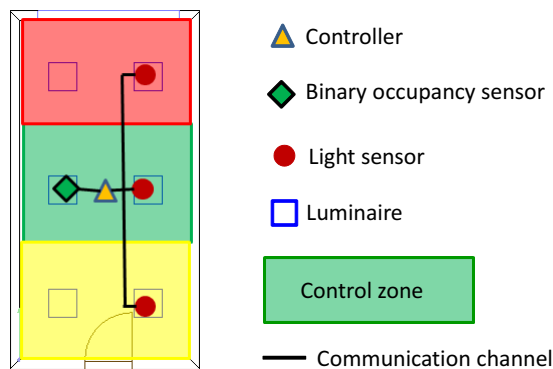 Controller
Binary occupancy sensor
Light sensor
Luminaire
Control zone
Communication channel